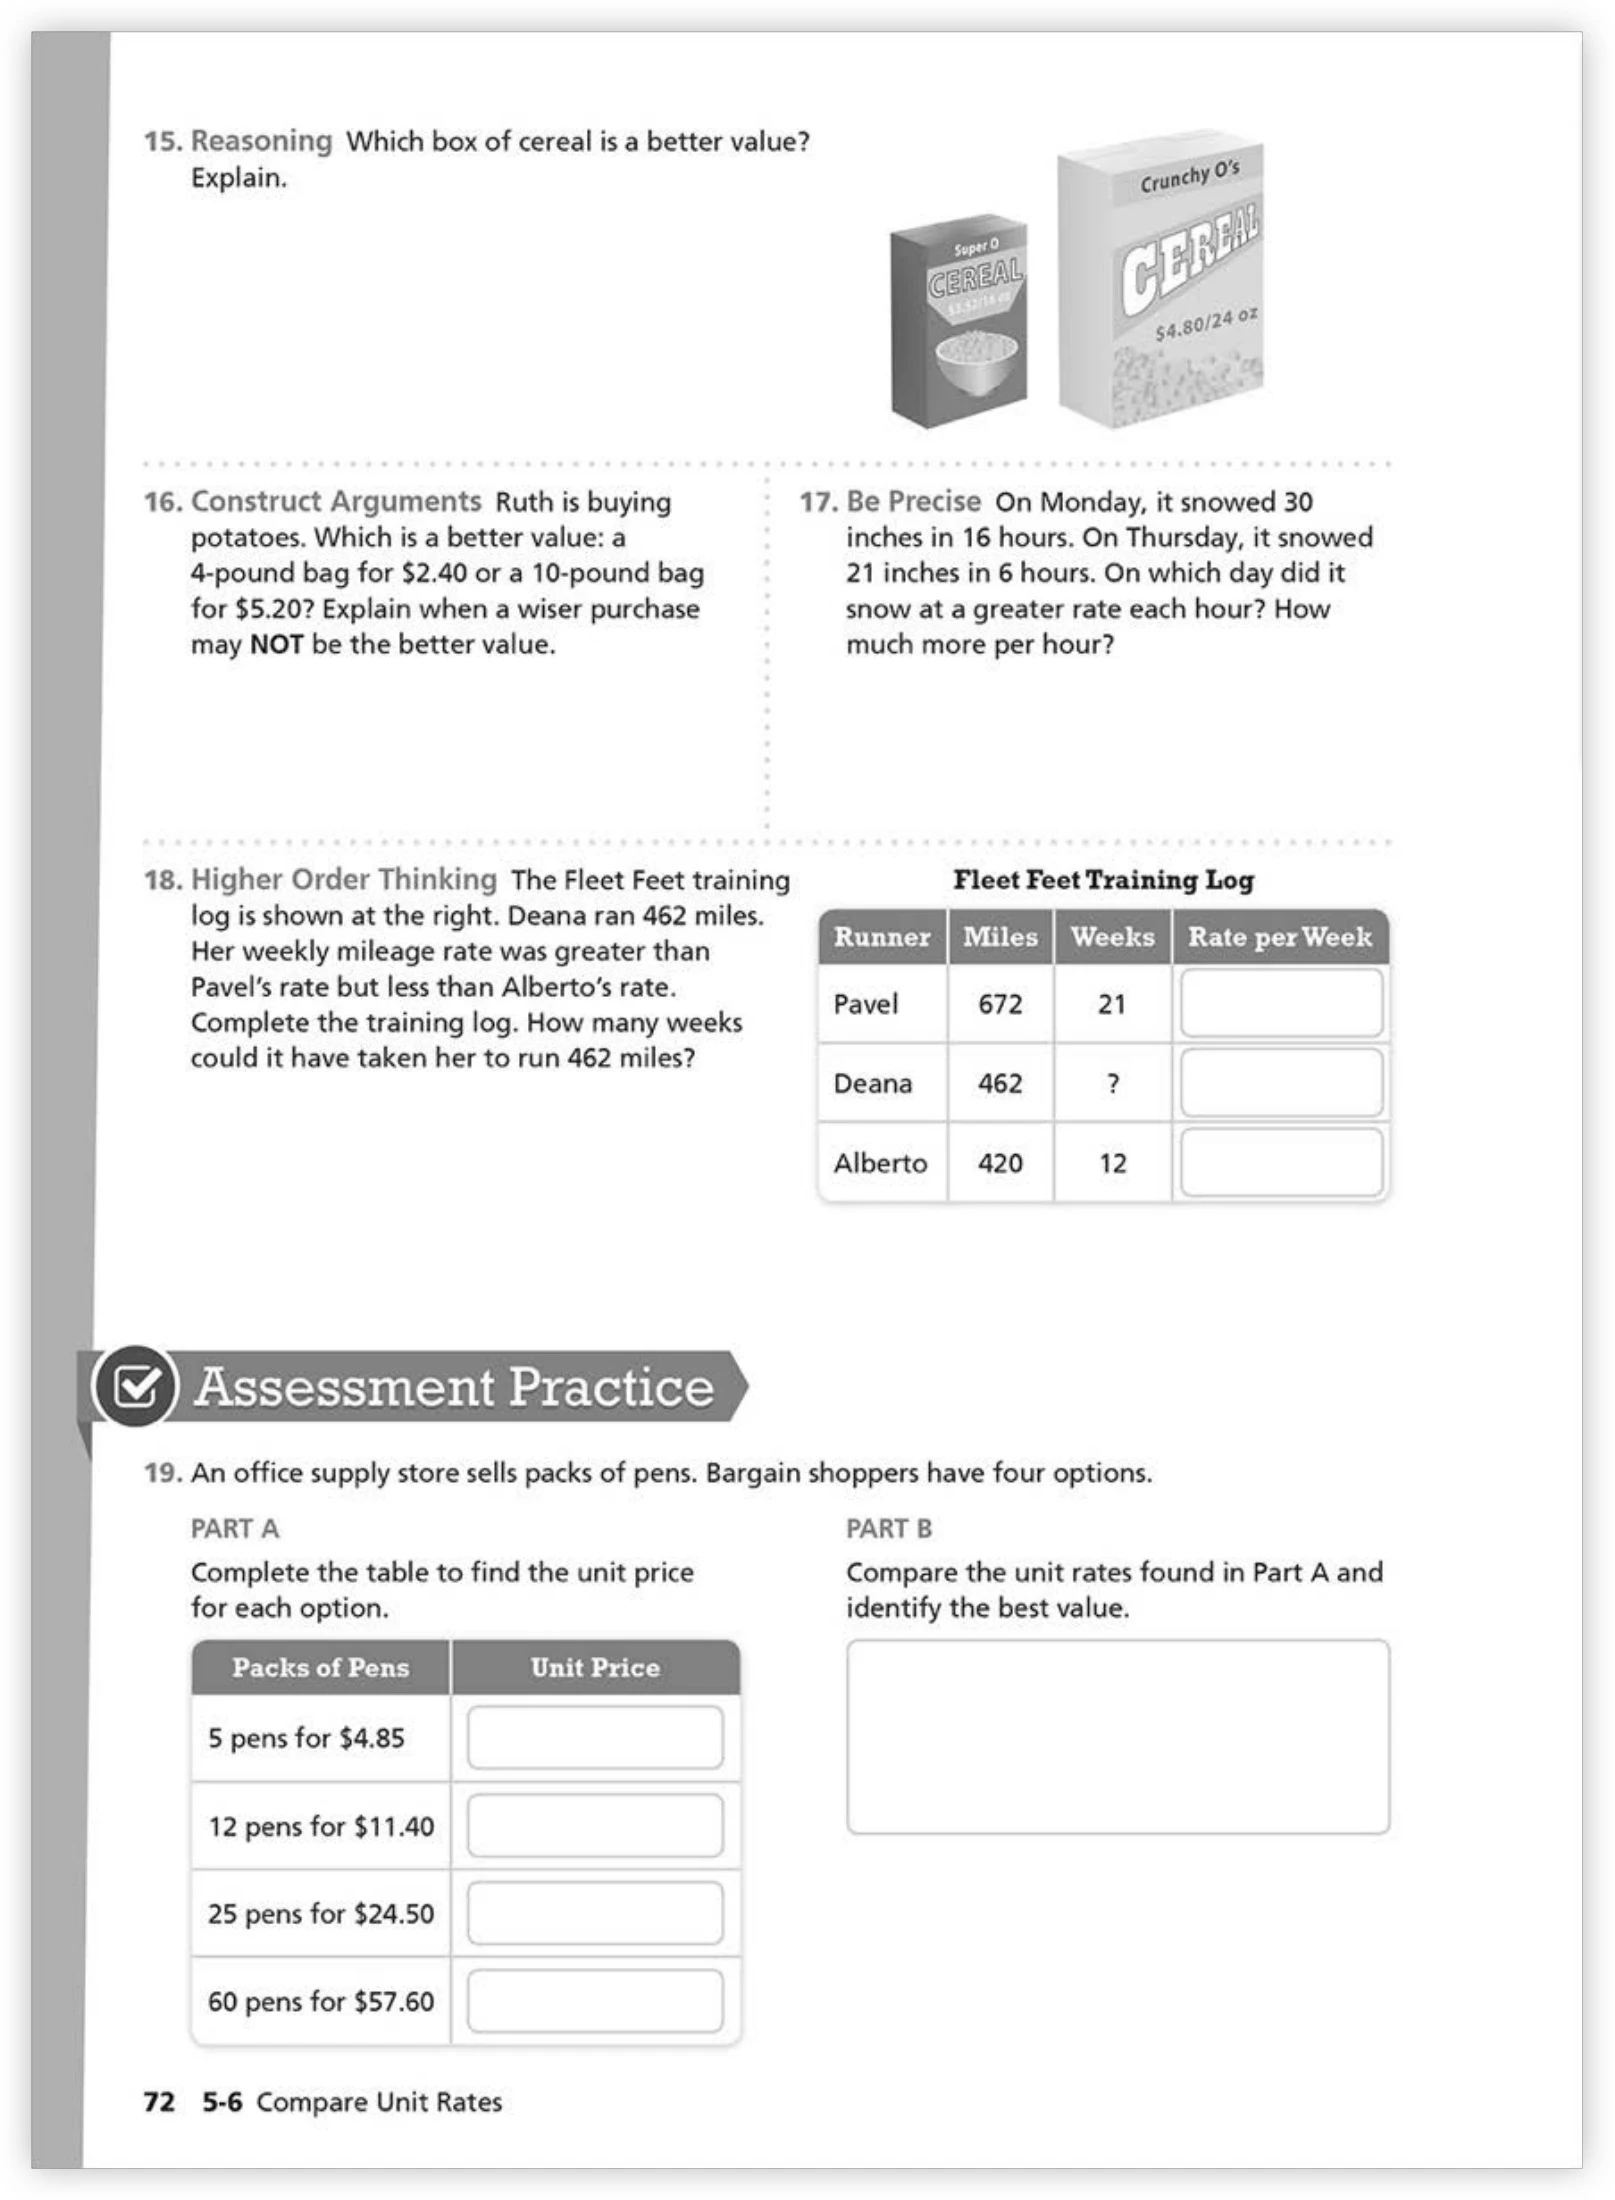 15. Reasoning Which box of cereal is a better value?
Explain.
Crunchy O's
CEREAL
$4.80/24 oz
Super O
CEREAL
16. Construct Arguments Ruth is buying
potatoes. Which is a better value: a
4-pound bag for $2.40 or a 10-pound bag
for $5.20? Explain when a wiser purchase
may NOT be the better value.
17. Be Precise On Monday, it snowed 30
inches in 16 hours. On Thursday, it snowed
21 inches in 6 hours. On which day did it
snow at a greater rate each hour? How
much more per hour?
18. Higher Order Thinking The Fleet Feet training
log is shown at the right. Deana ran 462 miles.
Her weekly mileage rate was greater than
Pavel's rate but less than Alberto's rate.
Complete the training log. How many weeks
could it have taken her to run 462 miles?
Fleet Feet Training Log
Runner Miles Weeks Rate per Week
Pavel 672 21
Deana 462 ?
Alberto 420 12
Assessment Practice
19. An office supply store sells packs of pens. Bargain shoppers have four options.
PART A
Complete the table to find the unit price
for each option.
Packs of Pens Unit Price
5 pens for $4.85
12 pens for $11.40
25 pens for $24.50
60 pens for $57.60
PART B
Compare the unit rates found in Part A and
identify the best value.
72 5-6 Compare Unit Rates